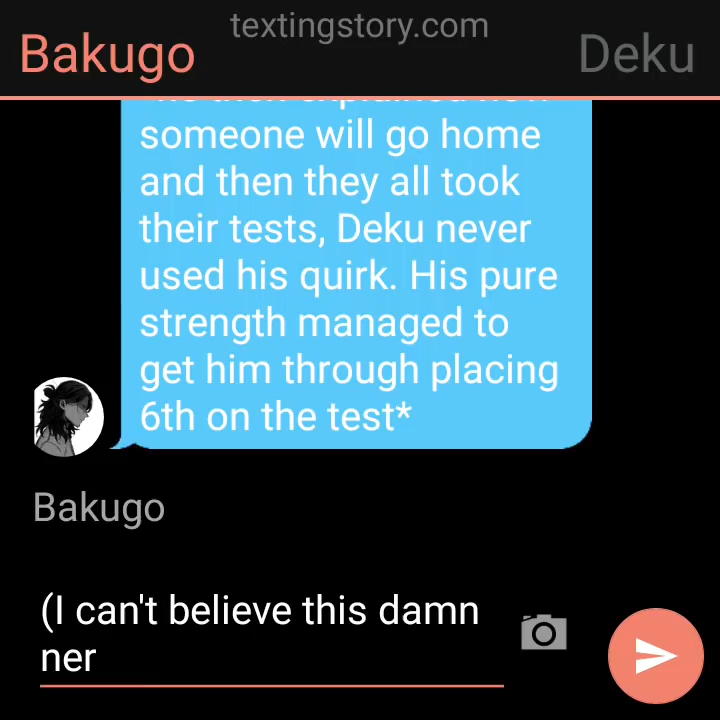 textingstory.com
Bakugo
Deku
someone will go home
and then they all took
their tests, Deku never
used his quirk. His pure
strength managed to
get him through placing
6th on the test*
Bakugo
(I can't believe this damn
ner